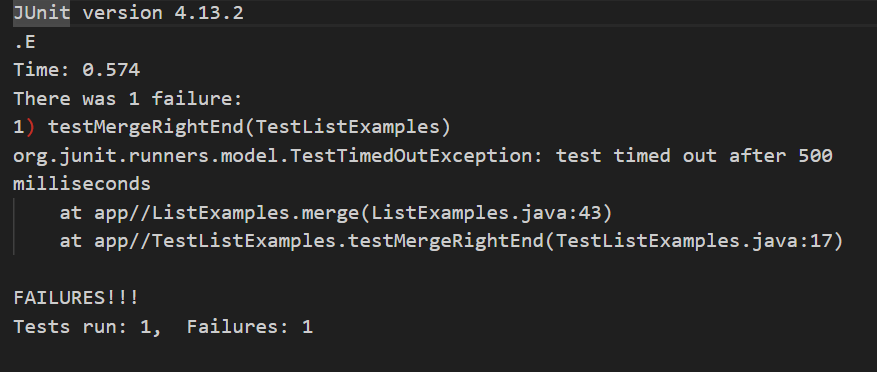 JUnit version 4.13.2
.E
Time: 0.574
There was 1 failure:
1) testMergeRightEnd(TestListExamples)
org.junit.runners.model.TestTimedOutException: test timed out after 500
milliseconds
    at app//ListExamples.merge(ListExamples.java:43)
    at app//TestListExamples.testMergeRightEnd(TestListExamples.java:17)

FAILURES!!!
Tests run: 1,  Failures: 1